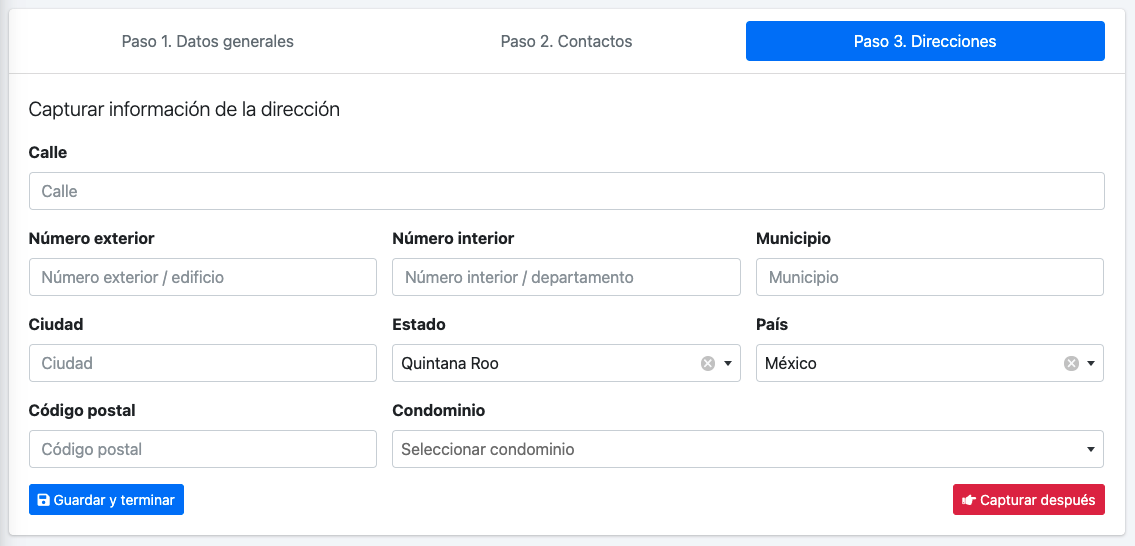 Paso 1. Datos generales Paso 2. Contactos Paso 3. Direcciones
Capturar información de la dirección
Calle
Calle
Número exterior Número interior Municipio
Número exterior / edificio Número interior / departamento Municipio
Ciudad Estado País
Ciudad Quintana Roo México
Código postal Condominio
Código postal Seleccionar condominio
Guardar y terminar Capturar después